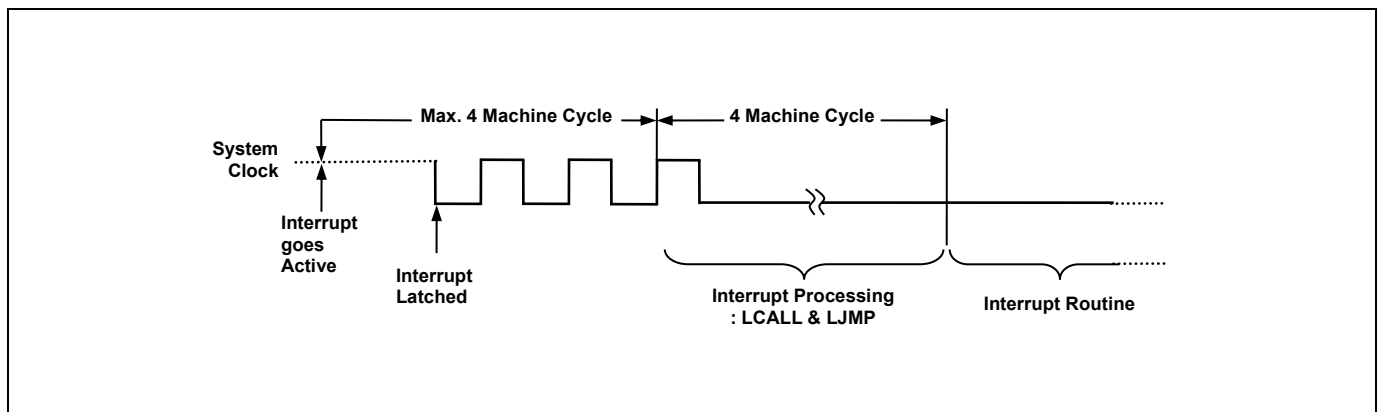 Max. 4 Machine Cycle
4 Machine Cycle
System
Clock
Interrupt
goes
Active
Interrupt
Latched
Interrupt Processing
: LCALL & LJMP
Interrupt Routine